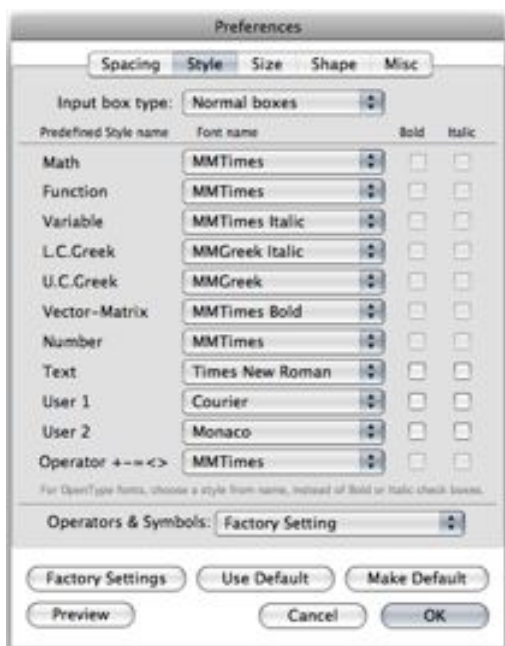 Preferences
Spacing Style Size Shape Misc
Input box type: Normal boxes
Predefined Style name Font name Bold Italic
Math MMTimes
Function MMTimes
Variable MMTimes Italic
L.C.Greek MMGreek Italic
U.C.Greek MMGreek
Vector-Matrix MMTimes Bold
Number MMTimes
Text Times New Roman
User 1 Courier
User 2 Monaco
Operator +-=<> MMTimes
For OpenType fonts, choose a style from name, instead of Bold or Italic check boxes.
Operators & Symbols: Factory Setting
Factory Settings Use Default Make Default
Preview Cancel OK